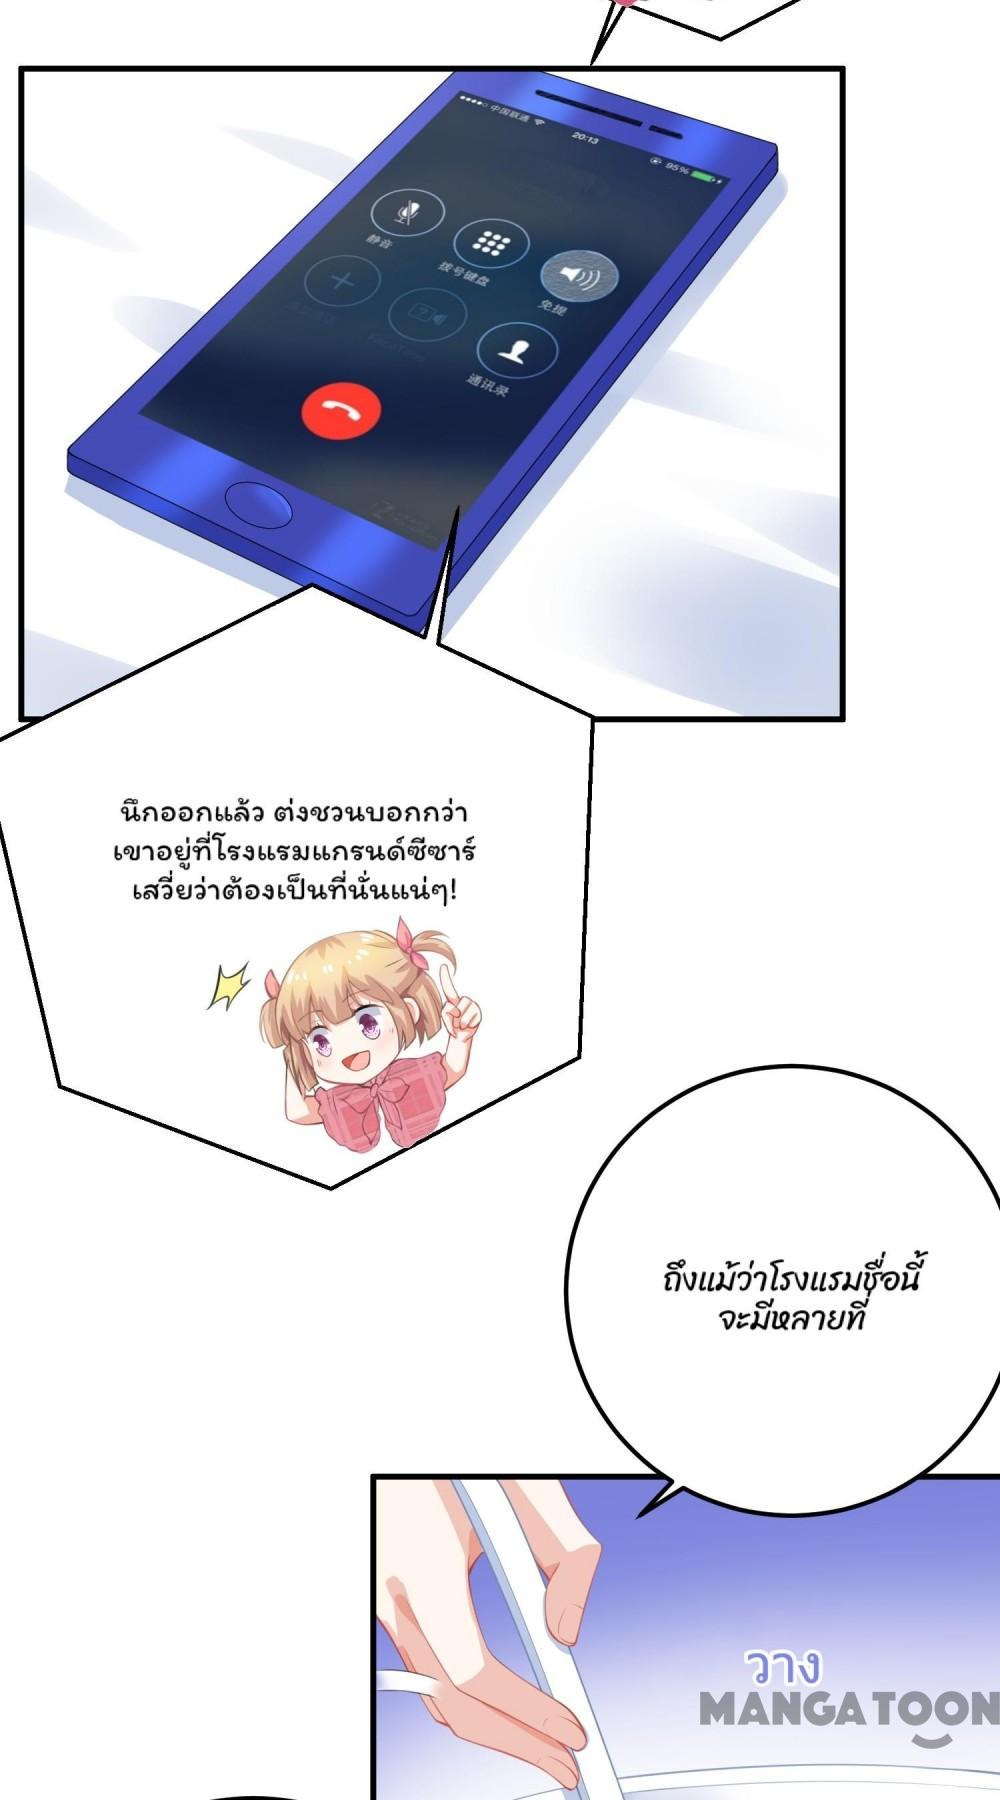 中国联通
20:13
95%
静音
拨号键盘
免提
FaceTime
通讯录
นึกออกแล้ว ต่งชวนบอกกว่า
เขาอยู่ที่โรงแรมแกรนด์ซีซาร์
เสวี่ยว่าต้องเป็นที่นั่นแน่ๆ!
ถึงแม้ว่าโรงแรมชื่อนี้
จะมีหลายที่
วาง
MANGATOON